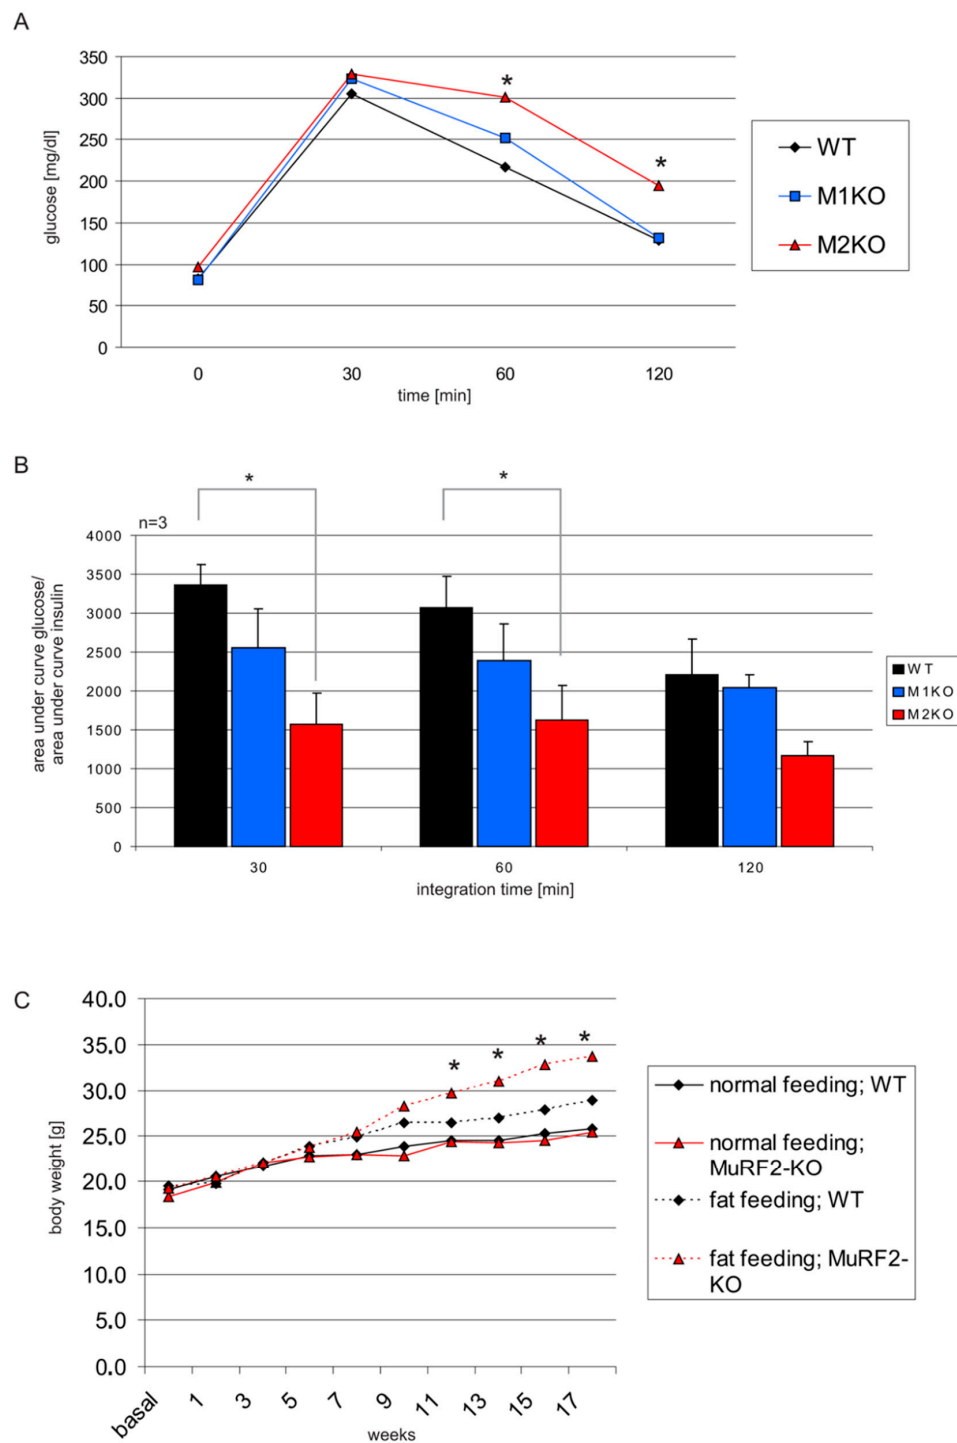 A
350
300
250
200
150
100
50
0
glucose [mg/dl]
*
*
0 30 60 120
time [min]
WT
M1KO
M2KO
B
*
*
n=3
4000
3500
3000
2500
2000
1500
1000
500
0
area under curve glucose/
area under curve insulin
30 60 120
integration time [min]
WT
M1KO
M2KO
C
40.0
35.0
30.0
25.0
20.0
15.0
10.0
5.0
0.0
body weight [g]
* * * *
basal 1 3 5 7 9 11 13 15 17
weeks
normal feeding; WT
normal feeding;
MuRF2-KO
fat feeding; WT
fat feeding; MuRF2-
KO